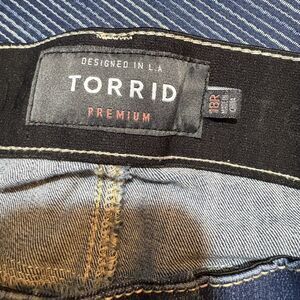 DESIGNED IN L.A
TORRID
PREMIUM
18R